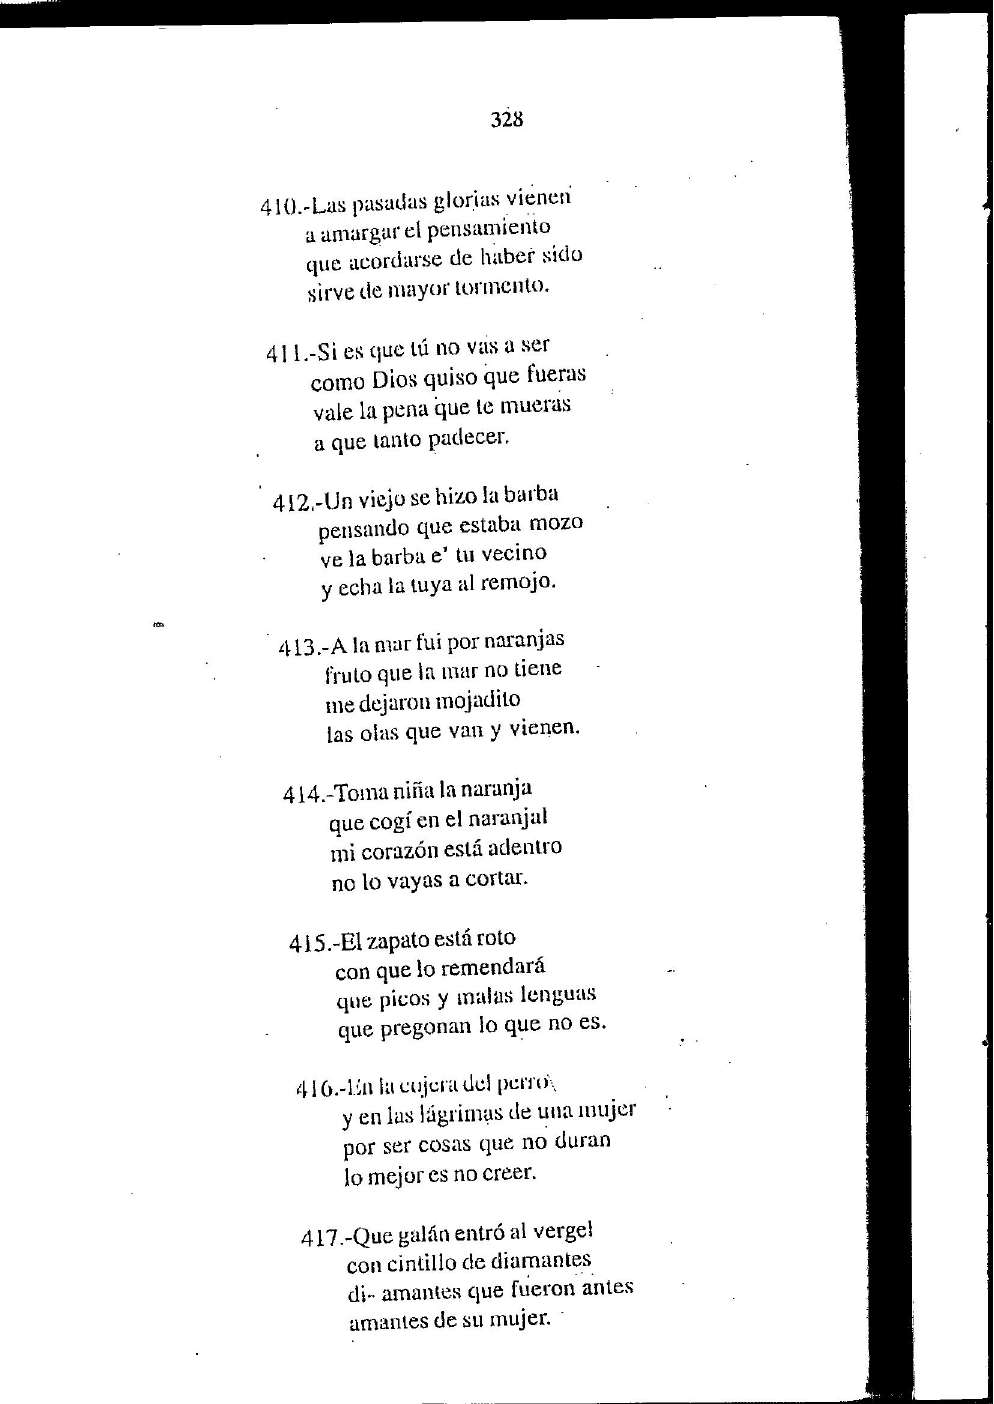 328
410.-Las pasadas glorias vienen
a amargar el pensamiento
que acordarse de haber sido
sirve de mayor tormento.
411.-Si es que tú no vas a ser
como Dios quiso que fueras
vale la pena que te mueras
a que tanto padecer.
412.-Un viejo se hizo la barba
pensando que estaba mozo
ve la barba e' tu vecino
y echa la tuya al remojo.
413.-A la mar fui por naranjas
fruto que la mar no tiene
me dejaron mojadito
las olas que van y vienen.
414.-Toma niña la naranja
que cogí en el naranjal
mi corazón está adentro
no lo vayas a cortar.
415.-El zapato está roto
con que lo remendará
que picos y malas lenguas
que pregonan lo que no es.
416.-En la cojera del perro
y en las lágrimas de una mujer
por ser cosas que no duran
lo mejor es no creer.
417.-Que galán entró al vergel
con cintillo de diamantes
di- amantes que fueron antes
amantes de su mujer.